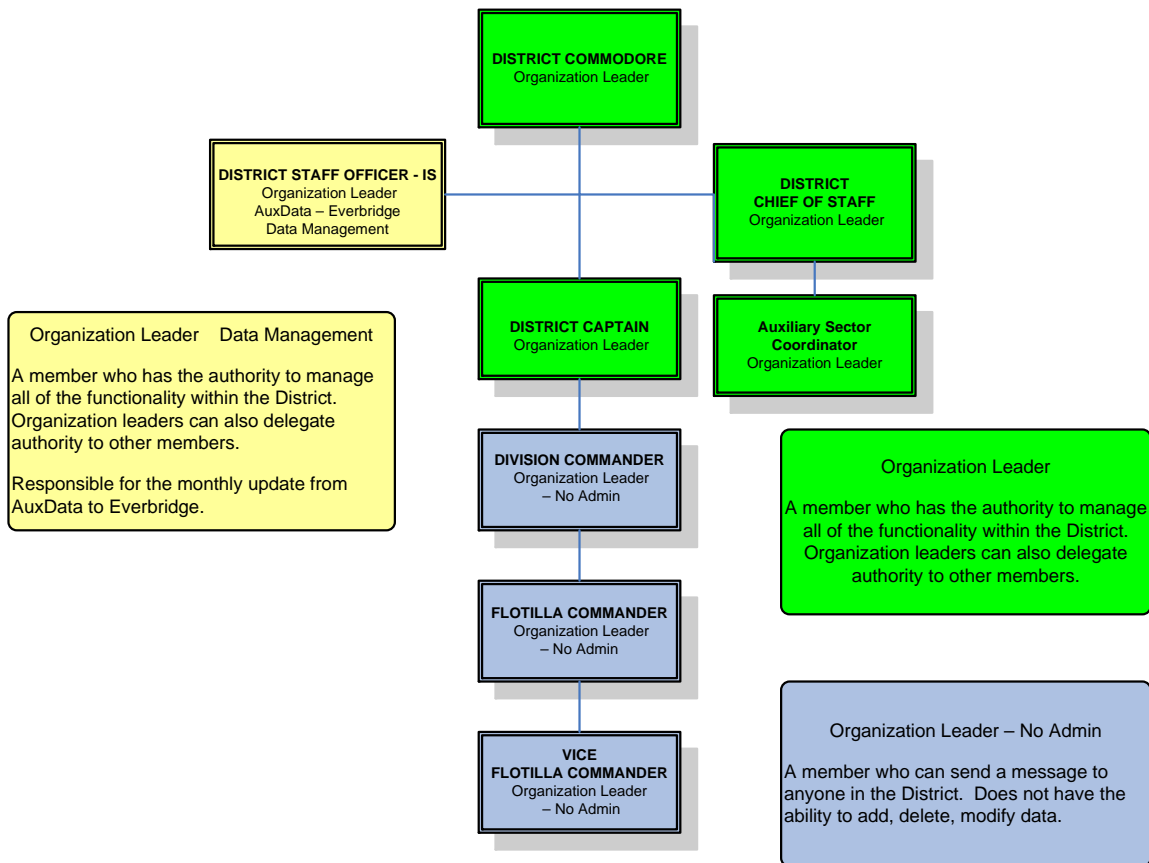 DISTRICT COMMODORE
Organization Leader
DISTRICT STAFF OFFICER - IS
Organization Leader
AuxData – Everbridge
Data Management
DISTRICT
CHIEF OF STAFF
Organization Leader
DISTRICT CAPTAIN
Organization Leader
Auxiliary Sector
Coordinator
Organization Leader
Organization Leader    Data Management
A member who has the authority to manage
all of the functionality within the District.
Organization leaders can also delegate
authority to other members.
Responsible for the monthly update from
AuxData to Everbridge.
DIVISION COMMANDER
Organization Leader
– No Admin
Organization Leader
A member who has the authority to manage
all of the functionality within the District.
Organization leaders can also delegate
authority to other members.
FLOTILLA COMMANDER
Organization Leader
– No Admin
VICE
FLOTILLA COMMANDER
Organization Leader
– No Admin
Organization Leader – No Admin
A member who can send a message to
anyone in the District.  Does not have the
ability to add, delete, modify data.